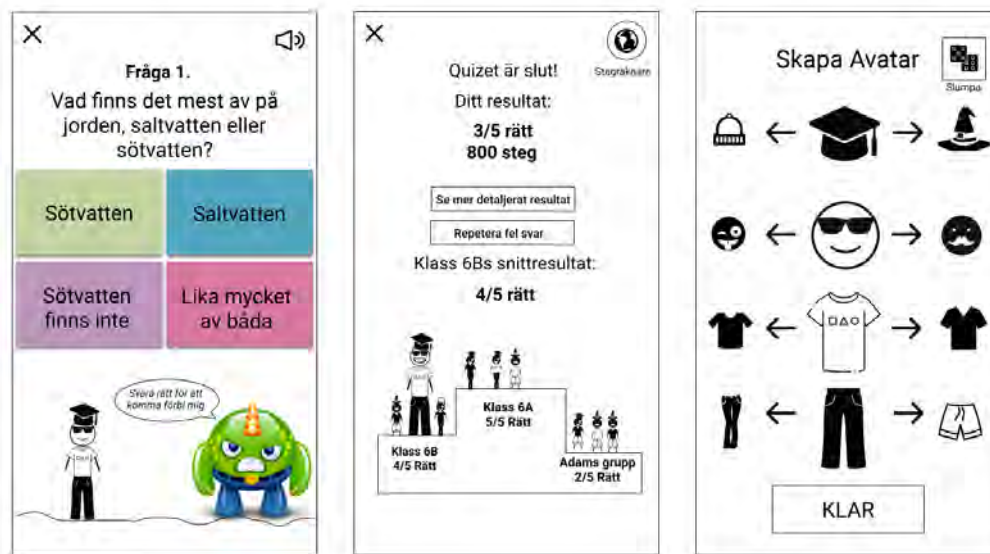 Fråga 1.
Vad finns det mest av på
jorden, saltvatten eller
sötvatten?
Sötvatten
Saltvatten
Sötvatten
finns inte
Lika mycket
av båda
Svara rätt för att
komma förbi mig
Stegräknare
Quizet är slut!
Ditt resultat:
3/5 rätt
800 steg
Se mer detaljerat resultat
Repetera fel svar
Klass 6Bs snittresultat:
4/5 rätt
Klass 6A
5/5 Rätt
Klass 6B
4/5 Rätt
Adams grupp
2/5 Rätt
Skapa Avatar
Slumpa
KLAR